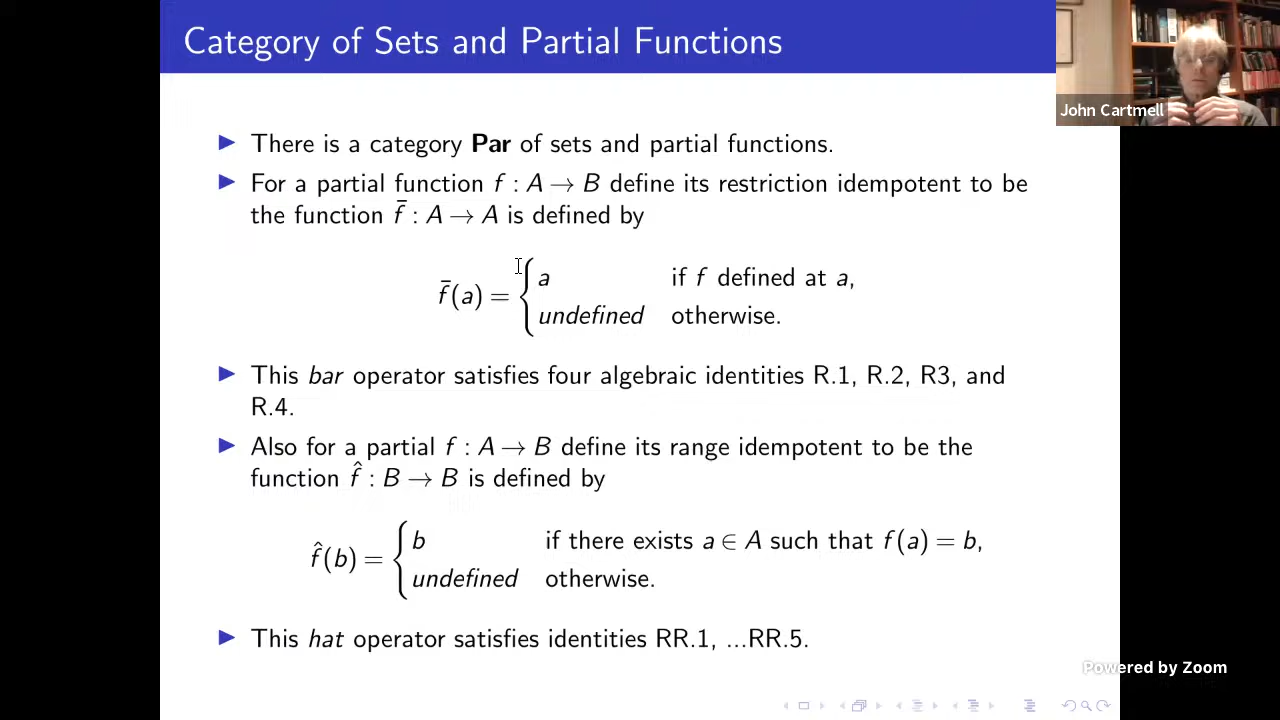 Category of Sets and Partial Functions
John Cartmell
▶ There is a category Par of sets and partial functions.
▶ For a partial function f : A → B define its restriction idempotent to be
the function f̄ : A → A is defined by
f̄(a) = { a if f defined at a,
undefined otherwise.
▶ This bar operator satisfies four algebraic identities R.1, R.2, R3, and
R.4.
▶ Also for a partial f : A → B define its range idempotent to be the
function f̂ : B → B is defined by
f̂(b) = { b if there exists a ∈ A such that f(a) = b,
undefined otherwise.
▶ This hat operator satisfies identities RR.1, ...RR.5.
Powered by Zoom